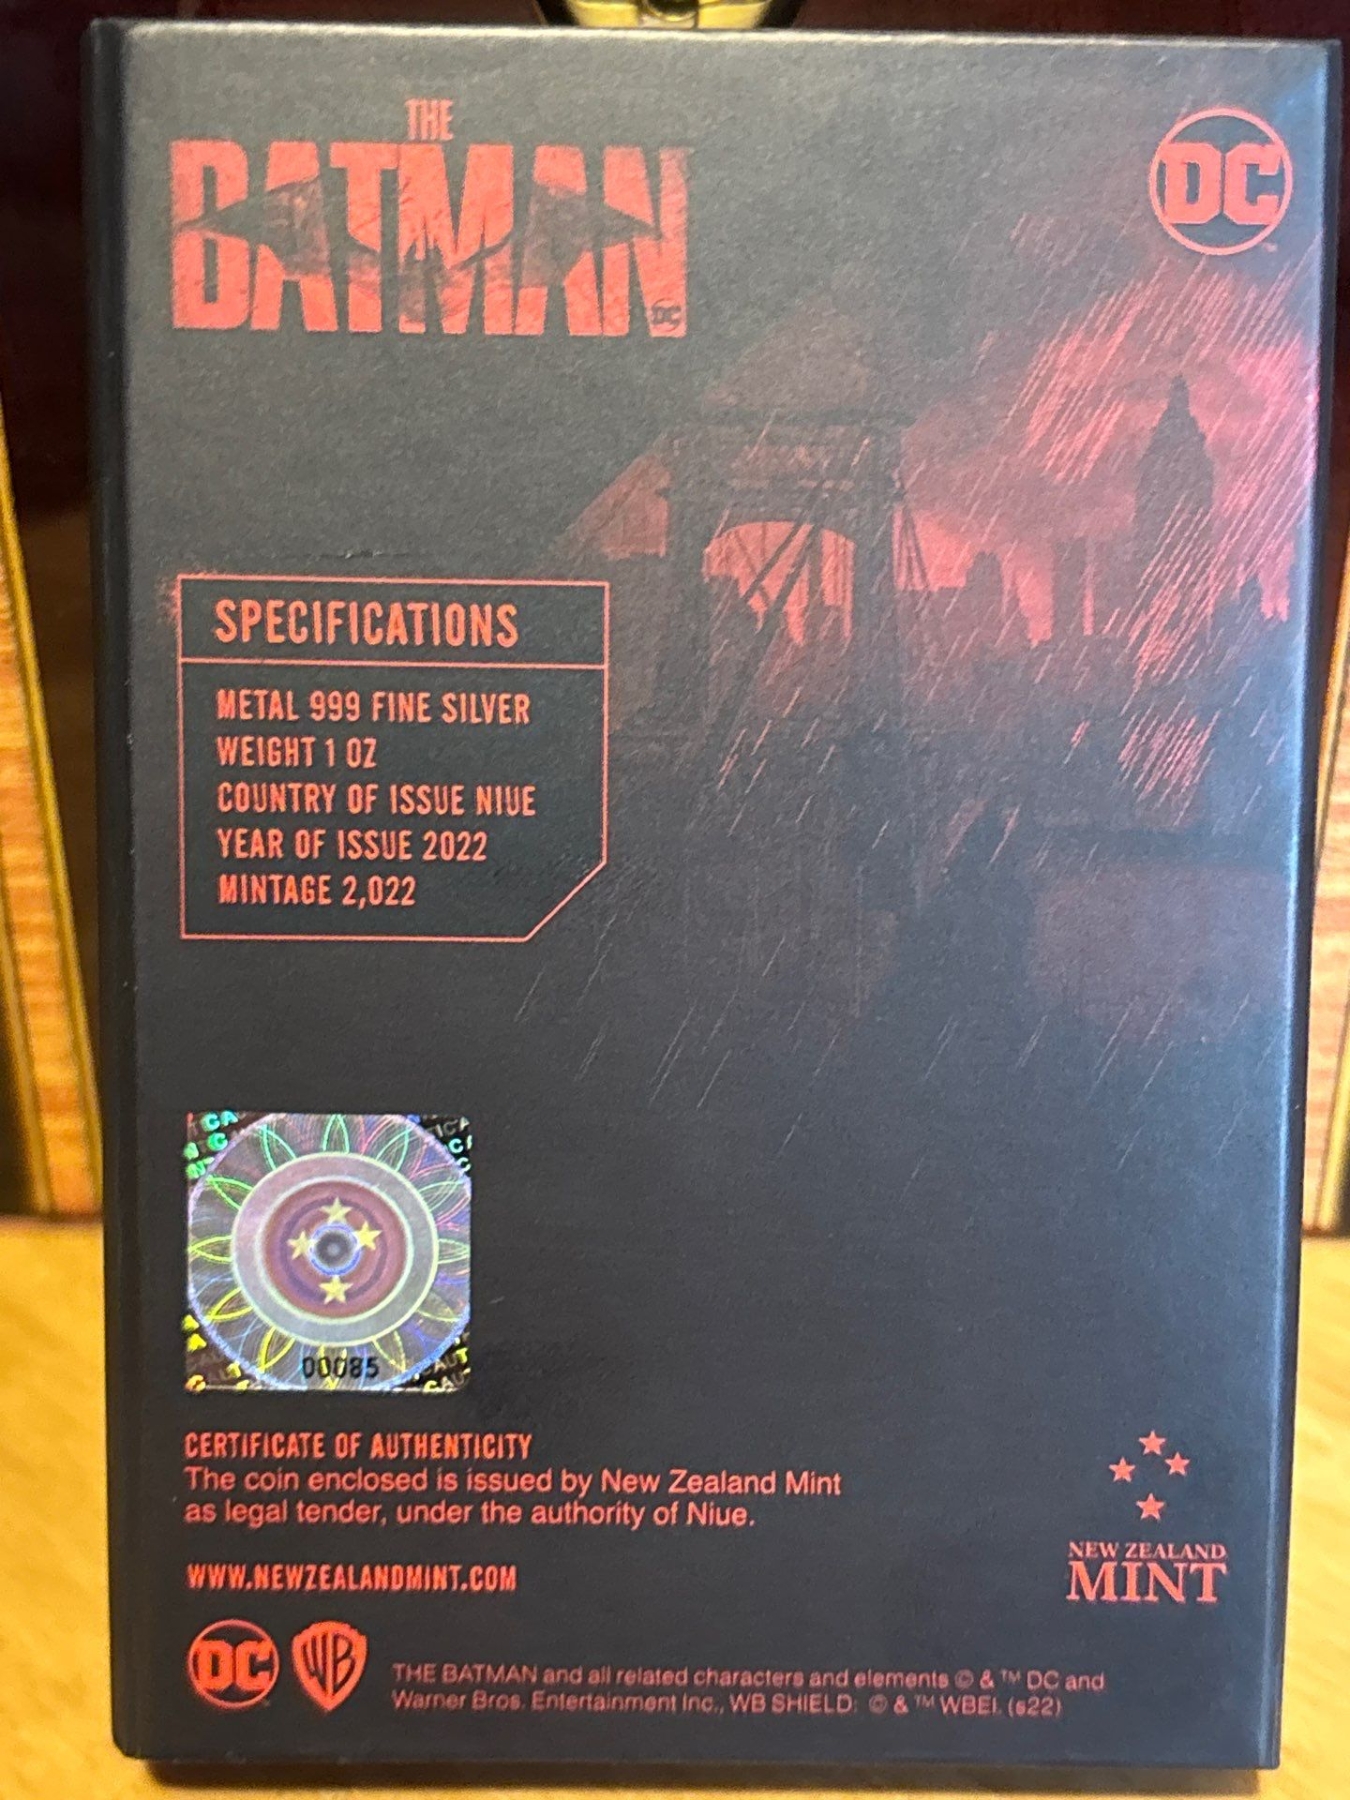 THE
BATMAN
DC
DC
SPECIFICATIONS
METAL 999 FINE SILVER
WEIGHT 1 OZ
COUNTRY OF ISSUE NIUE
YEAR OF ISSUE 2022
MINTAGE 2,022
00085
CERTIFICATE OF AUTHENTICITY
The coin enclosed is issued by New Zealand Mint
as legal tender, under the authority of Niue.
WWW.NEWZEALANDMINT.COM
NEW ZEALAND
MINT
DC WB
THE BATMAN and all related characters and elements © & ™ DC and
Warner Bros. Entertainment Inc., WB SHIELD: © & ™ WBEI. (s22)